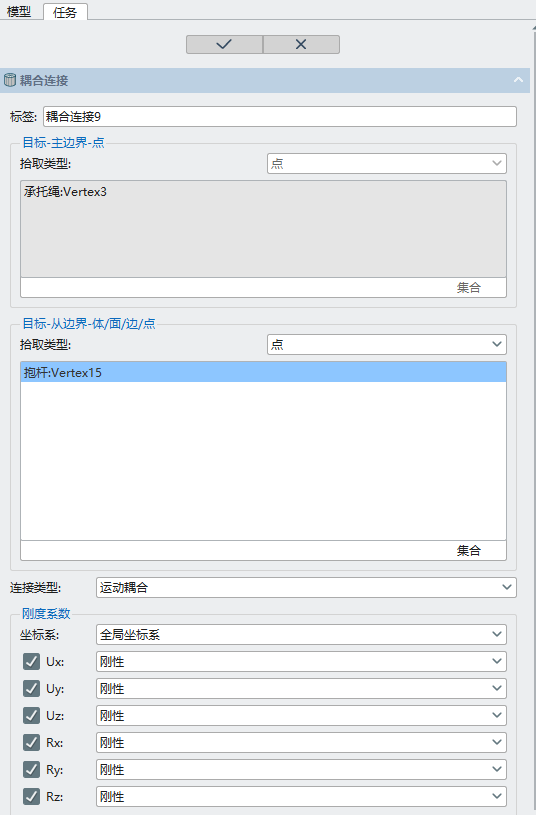 模型 任务
耦合连接
标签: 耦合连接9
目标-主边界-点
拾取类型: 点
承托绳:Vertex3
集合
目标-从边界-体/面/边/点
拾取类型: 点
抱杆:Vertex15
集合
连接类型: 运动耦合
刚度系数
坐标系: 全局坐标系
Ux: 刚性
Uy: 刚性
Uz: 刚性
Rx: 刚性
Ry: 刚性
Rz: 刚性